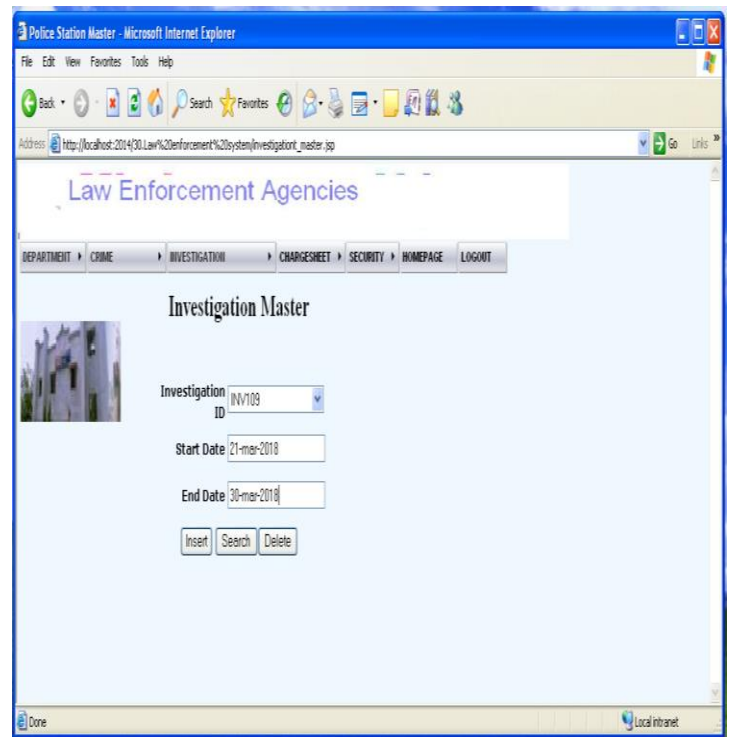 Police Station Master - Microsoft Internet Explorer
File Edit View Favorites Tools Help
Back Search Favorites
Address http://localhost:2014/30.Law%20enforcement%20system/investigationt_master.jsp Go Links »
Law Enforcement Agencies
DEPARTMENT CRIME INVESTIGATION CHARGESHEET SECURITY HOMEPAGE LOGOUT
Investigation Master
Investigation
ID INV109
Start Date 21-mar-2018
End Date 30-mar-2018
Insert Search Delete
Done Local intranet